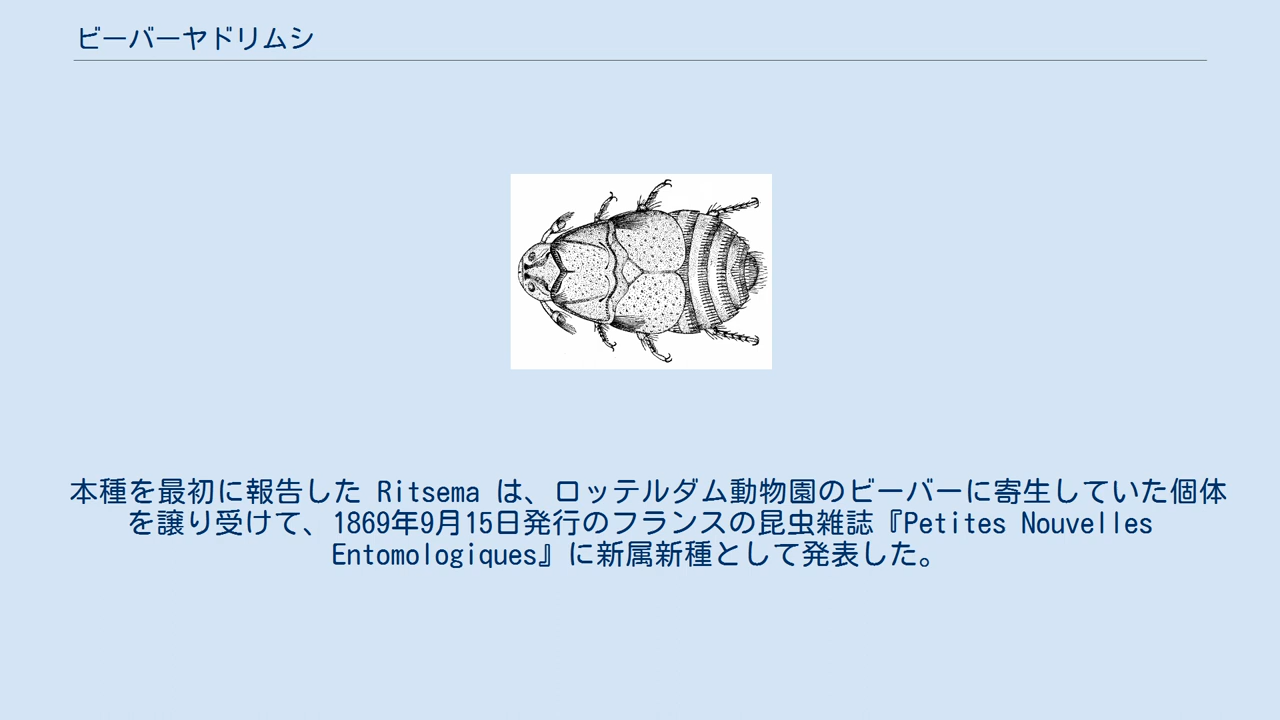 ビーバーヤドリムシ
本種を最初に報告した Ritsema は、ロッテルダム動物園のビーバーに寄生していた個体
を譲り受けて、1869年9月15日発行のフランスの昆虫雑誌『Petites Nouvelles
Entomologiques』に新属新種として発表した。